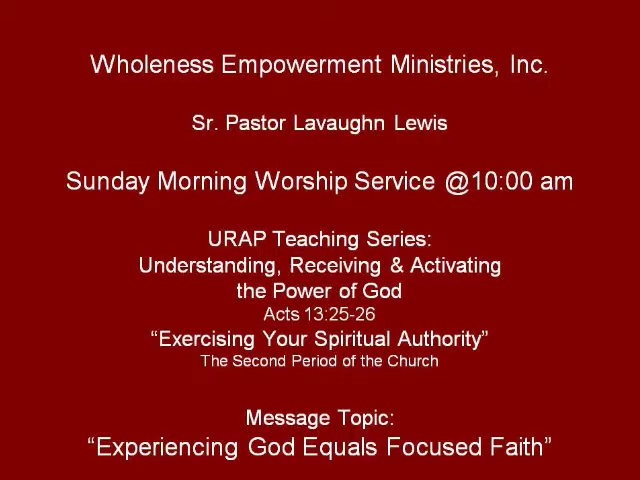 Wholeness Empowerment Ministries, Inc.
Sr. Pastor Lavaughn Lewis
Sunday Morning Worship Service @10:00 am
URAP Teaching Series:
Understanding, Receiving & Activating
the Power of God
Acts 13:25-26
“Exercising Your Spiritual Authority”
The Second Period of the Church
Message Topic:
“Experiencing God Equals Focused Faith”